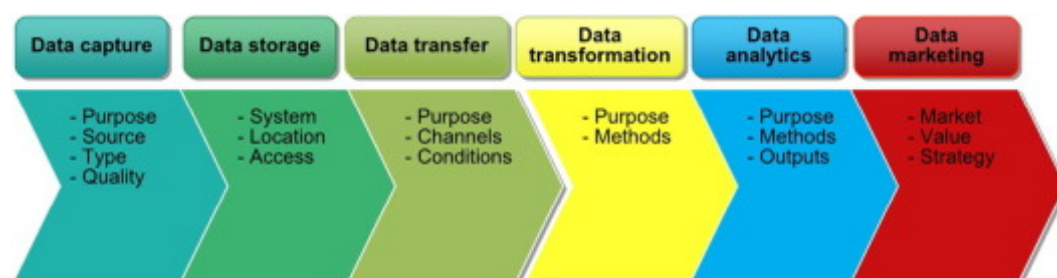 Data capture
Data storage
Data transfer
Data
transformation
Data
analytics
Data
marketing
- Purpose
- Source
- Type
- Quality
- System
- Location
- Access
- Purpose
- Channels
- Conditions
- Purpose
- Methods
- Purpose
- Methods
- Outputs
- Market
- Value
- Strategy